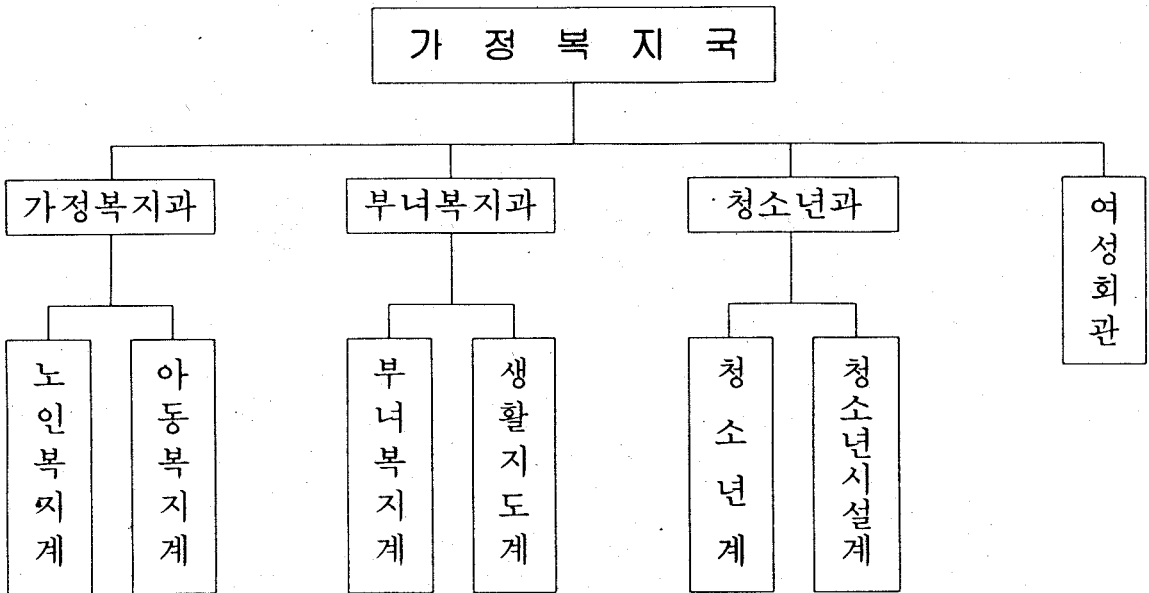 가정복지국
가정복지과
부녀복지과
청소년과
여성회관
노인복지계
아동복지계
부녀복지계
생활지도계
청소년계
청소년시설계